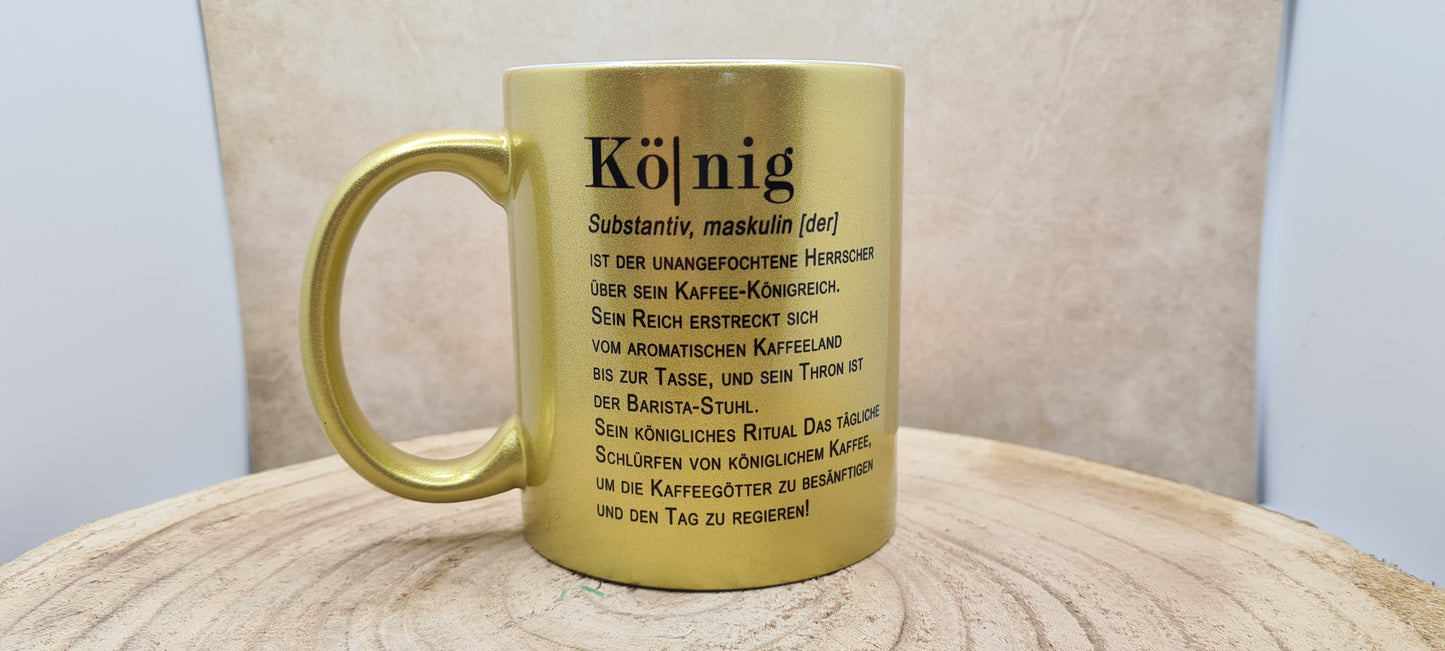 Kö|nig
Substantiv, maskulin [der]
ist der unangefochtene Herrscher
über sein Kaffee-Königreich.
Sein Reich erstreckt sich
vom aromatischen Kaffeeland
bis zur Tasse, und sein Thron ist
der Barista-Stuhl.
Sein königliches Ritual Das tägliche
Schlürfen von königlichem Kaffee,
um die Kaffeegötter zu besänftigen
und den Tag zu regieren!